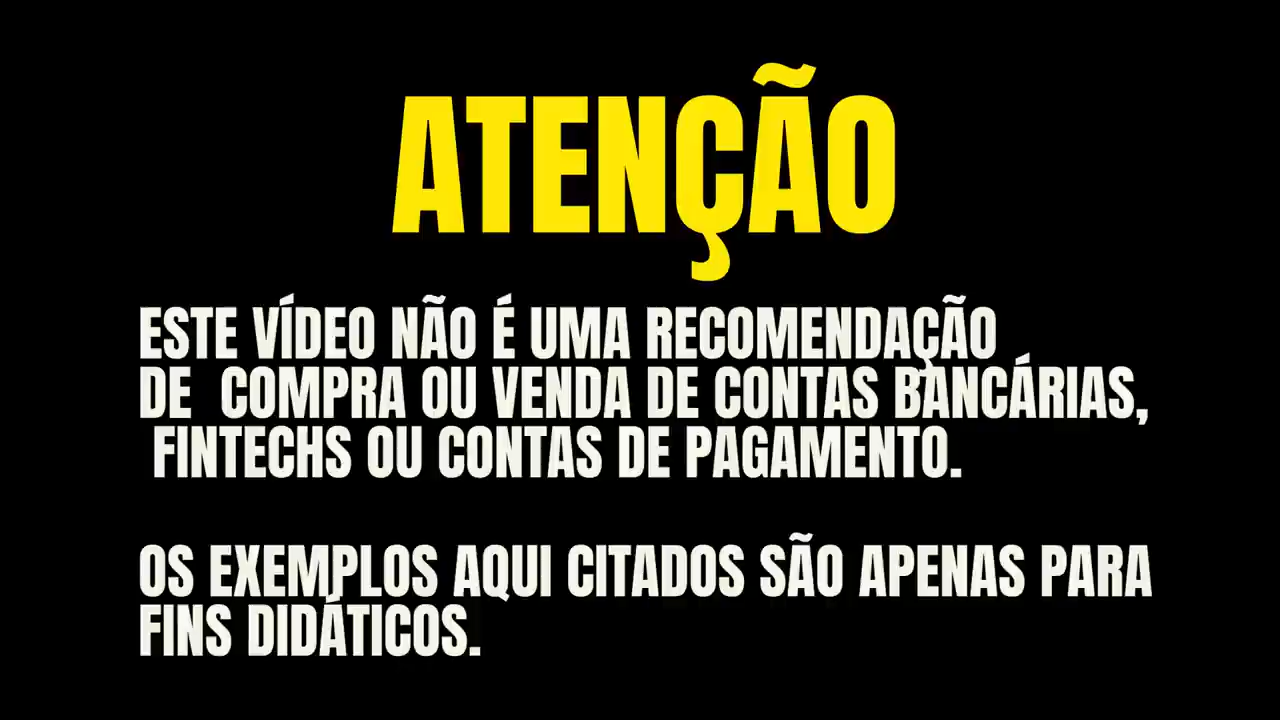 ATENÇÃO
ESTE VÍDEO NÃO É UMA RECOMENDAÇÃO
DE COMPRA OU VENDA DE CONTAS BANCÁRIAS,
FINTECHS OU CONTAS DE PAGAMENTO.
OS EXEMPLOS AQUI CITADOS SÃO APENAS PARA
FINS DIDÁTICOS.